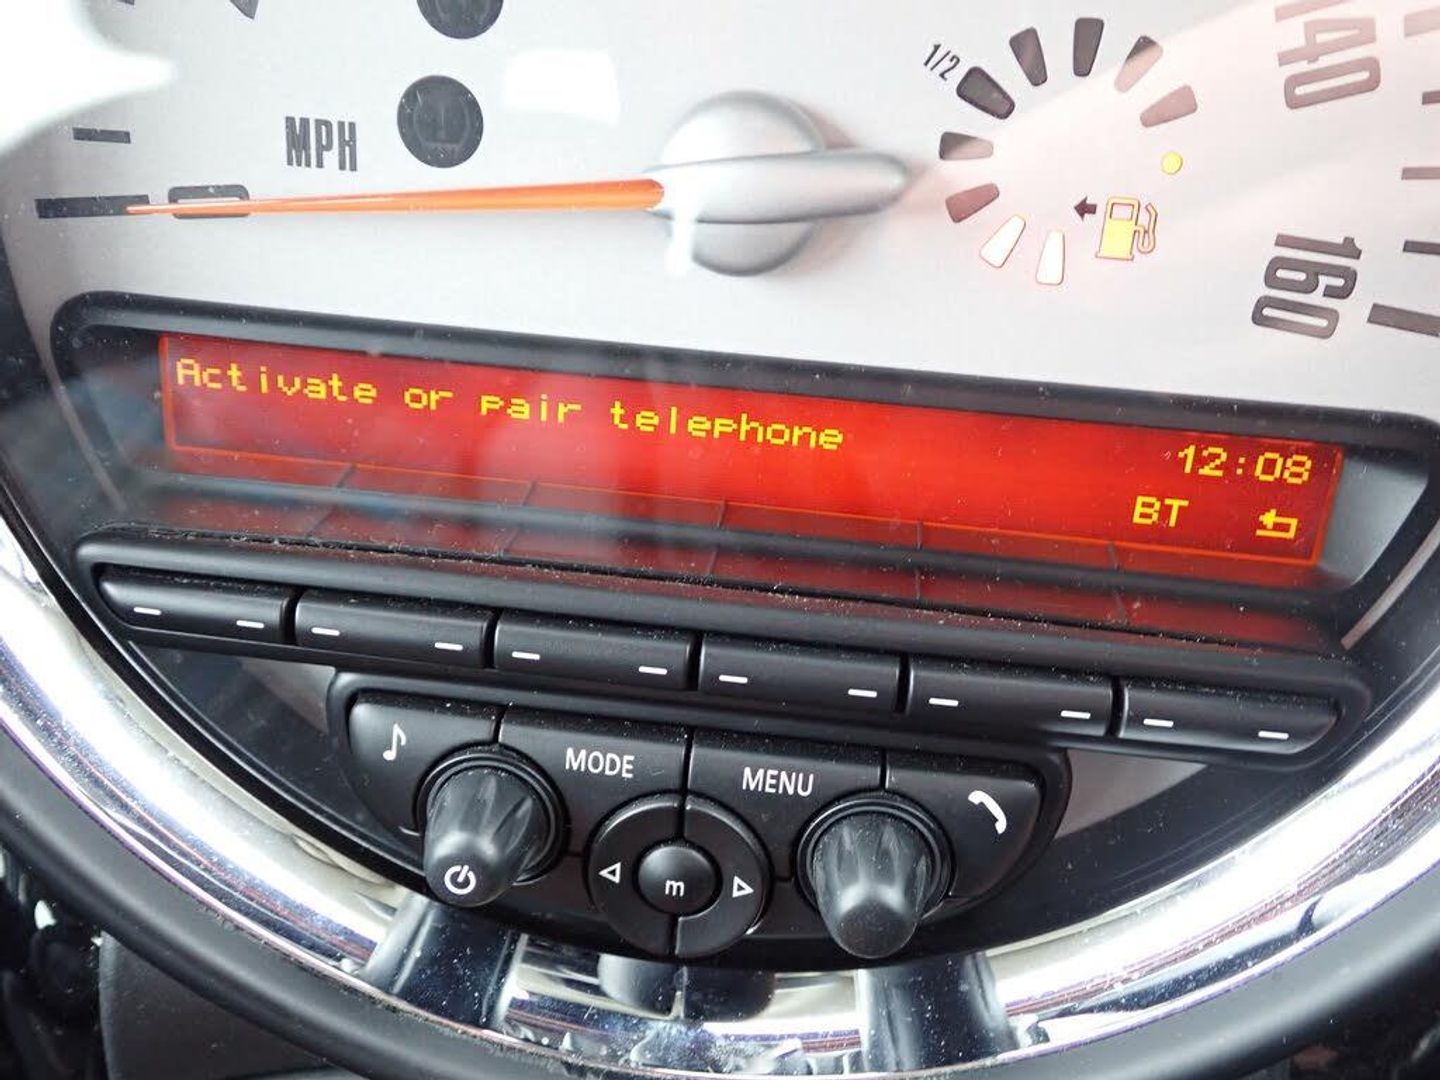 1/2
140
MPH
160
Activate or pair telephone
12:08
BT
MODE
MENU
m